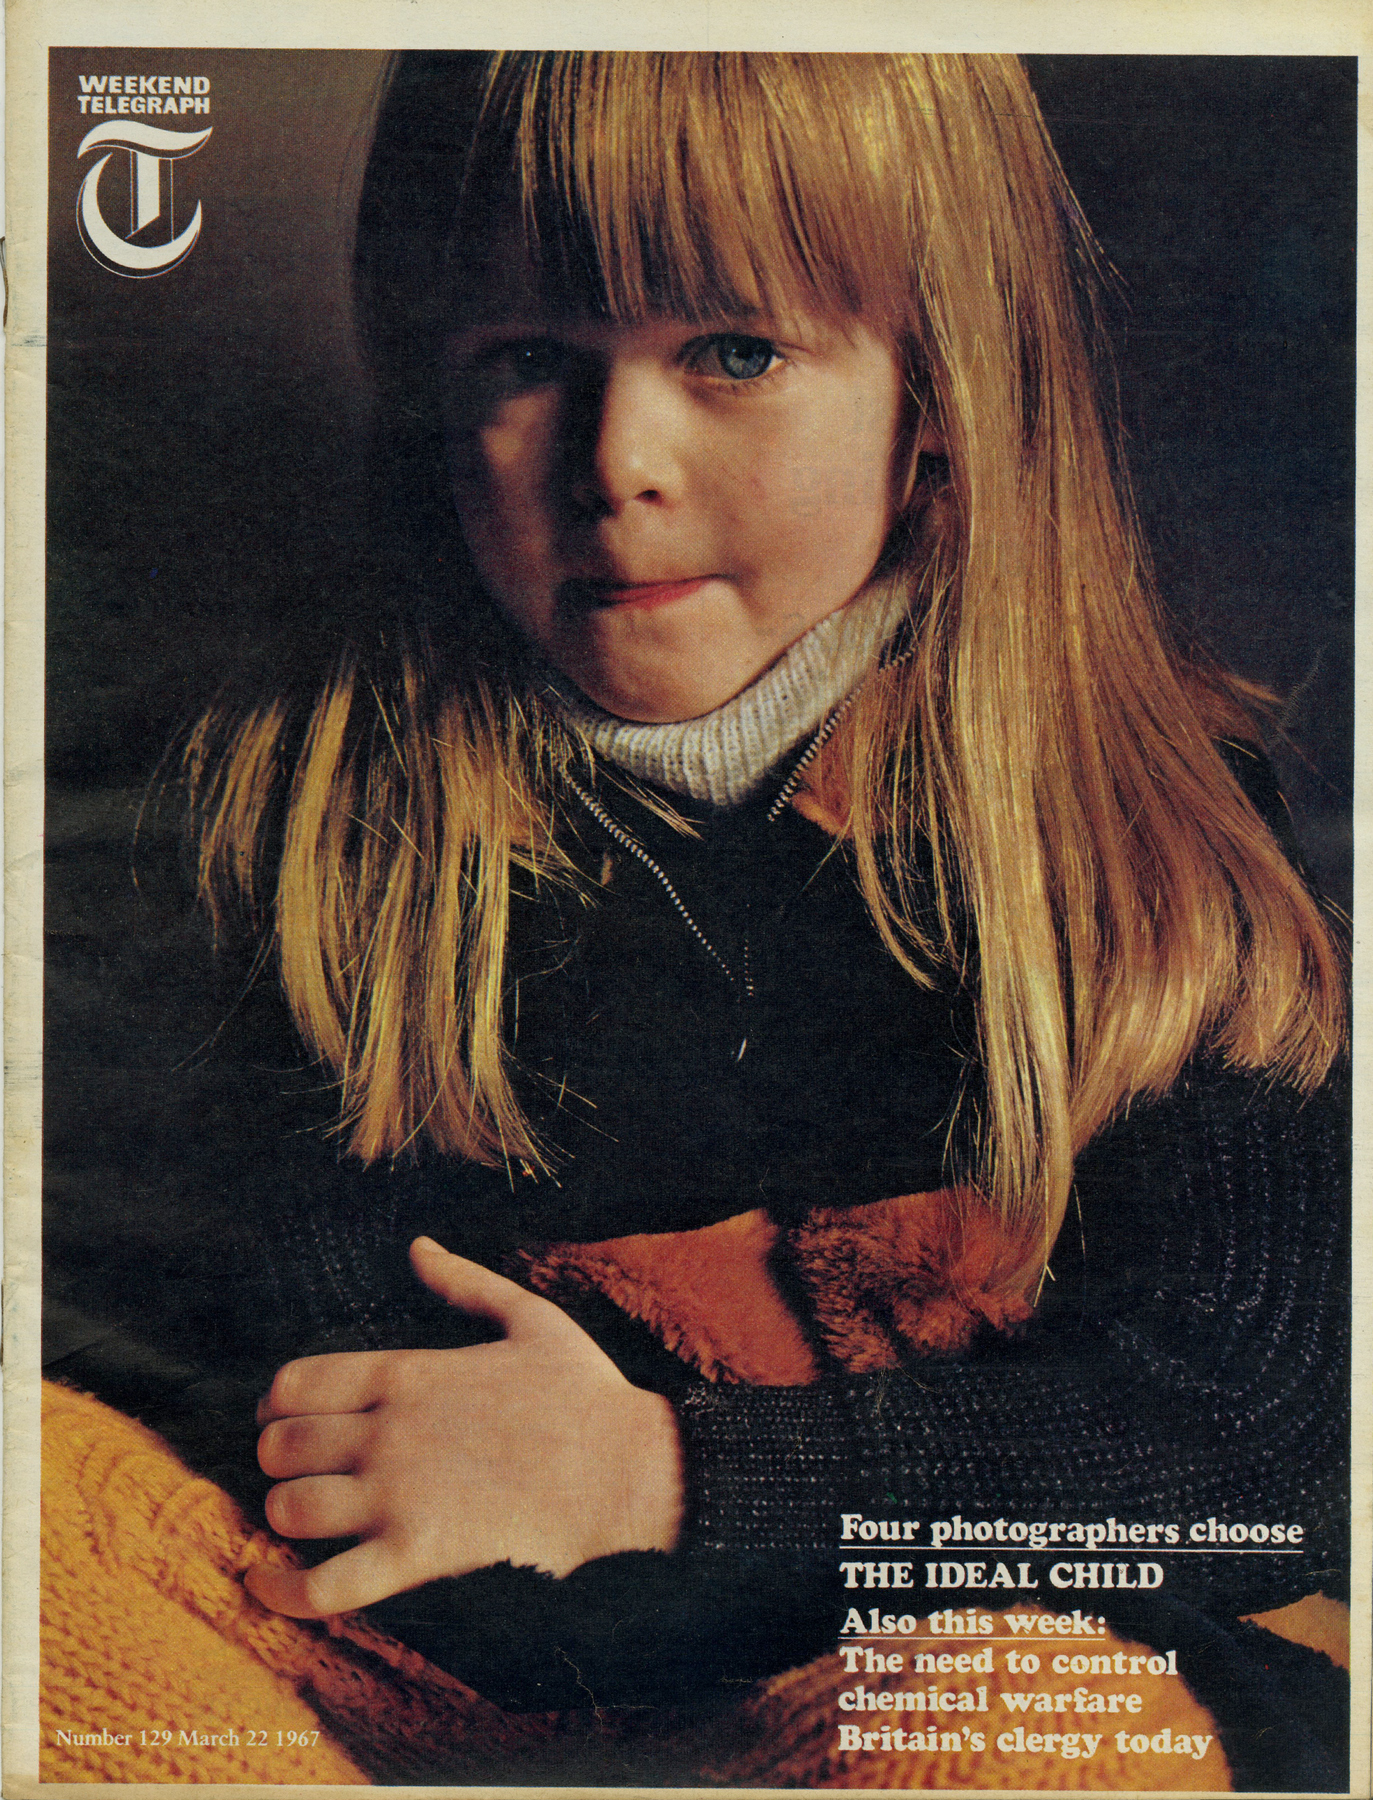 WEEKEND
TELEGRAPH
T
Four photographers choose
THE IDEAL CHILD
Also this week:
The need to control
chemical warfare
Britain's clergy today
Number 129 March 22 1967